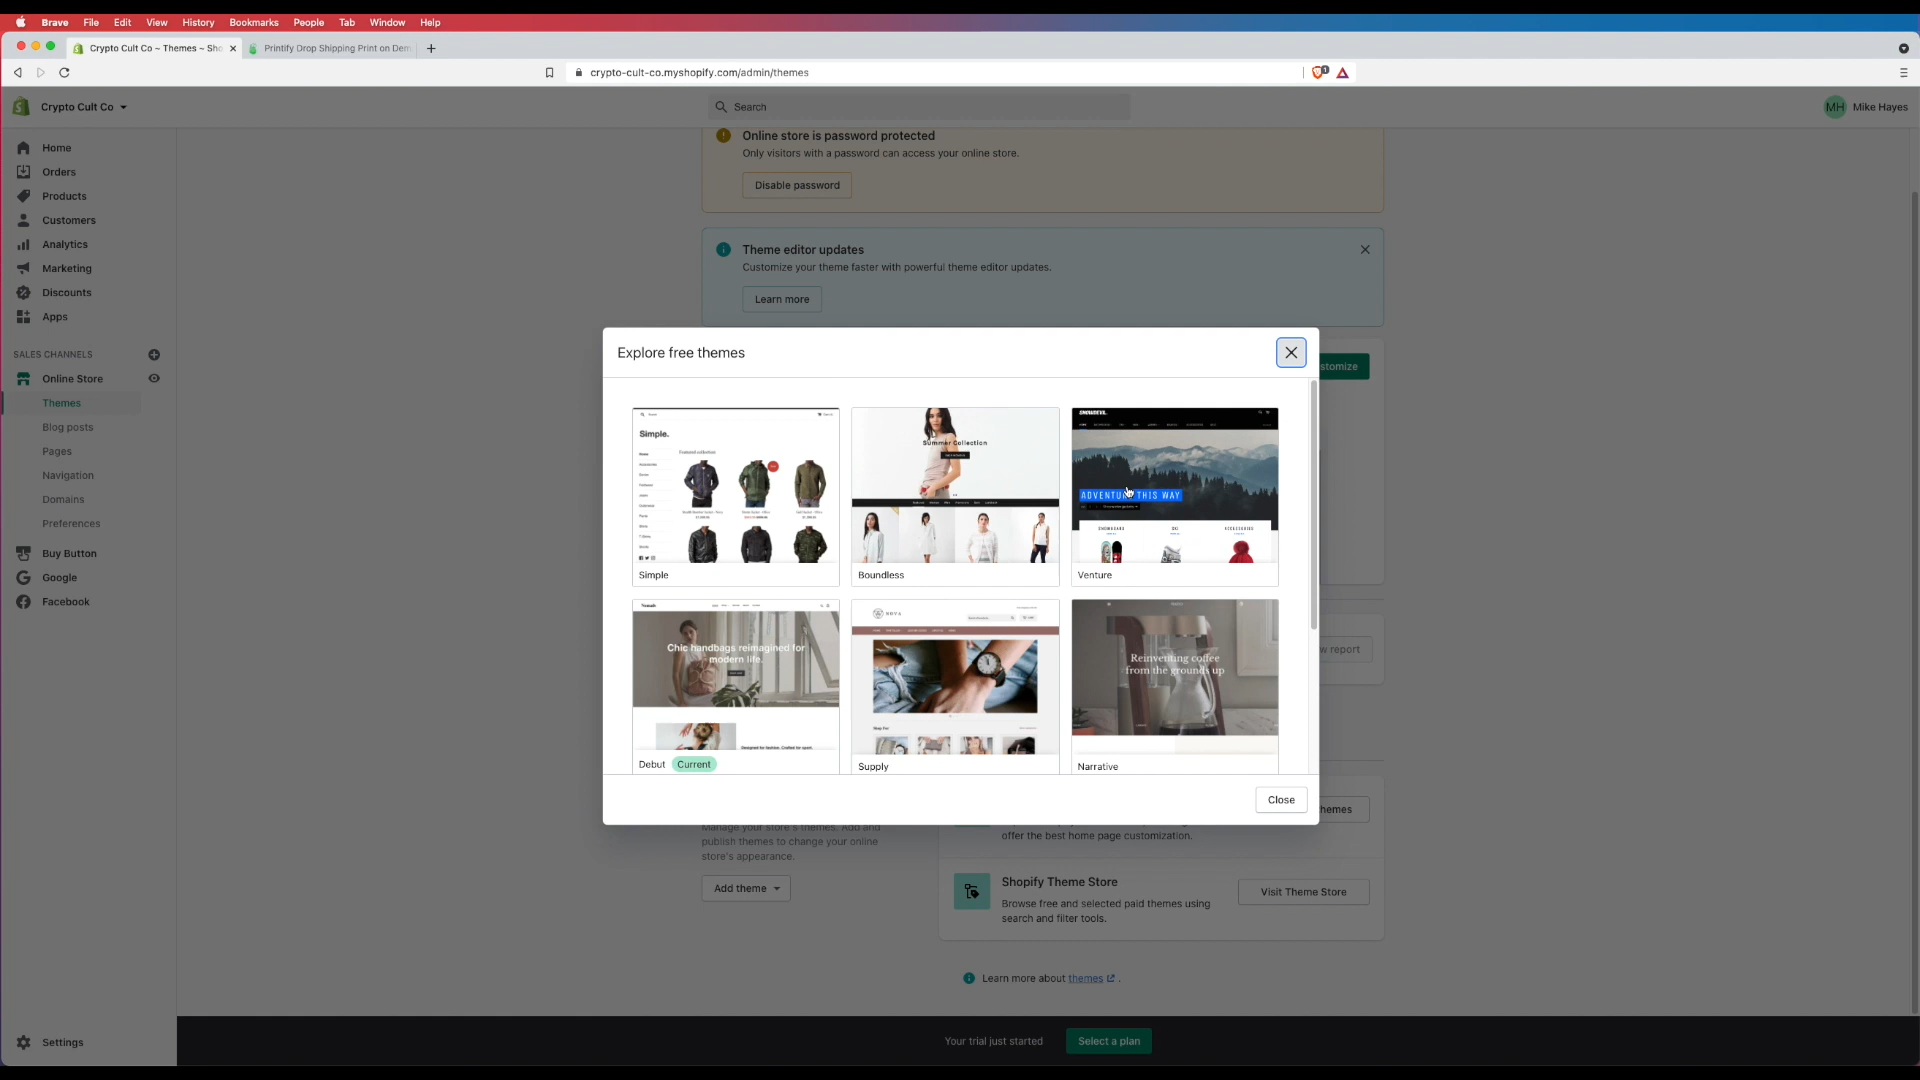 Brave File Edit View History Bookmarks People Tab Window Help
Crypto Cult Co ~ Themes ~ Sho
Printify Drop Shipping Print on Dem
crypto-cult-co.myshopify.com/admin/themes
1
Crypto Cult Co
Search
MH Mike Hayes
Home
Orders
Products
Customers
Analytics
Marketing
Discounts
Apps
SALES CHANNELS
Online Store
Themes
Blog posts
Pages
Navigation
Domains
Preferences
Buy Button
Google
Facebook
Settings
Online store is password protected
Only visitors with a password can access your online store.
Disable password
Theme editor updates
Customize your theme faster with powerful theme editor updates.
Learn more
stomize
Explore free themes
Simple.
Featured collection
Simple
Summer Collection
Boundless
SNOWDEVIL
ADVENTURE THIS WAY
SNOWBOARD SKI ACCESSORIES
Venture
Chic handbags reimagined for
modern life.
Debut Current
NOVA
Supply
Reinventing coffee
from the grounds up
Narrative
w report
Close
hemes
Manage your store's themes. Add and
publish themes to change your online
store's appearance.
Add theme
offer the best home page customization.
Shopify Theme Store
Browse free and selected paid themes using
search and filter tools.
Visit Theme Store
Learn more about themes .
Your trial just started
Select a plan